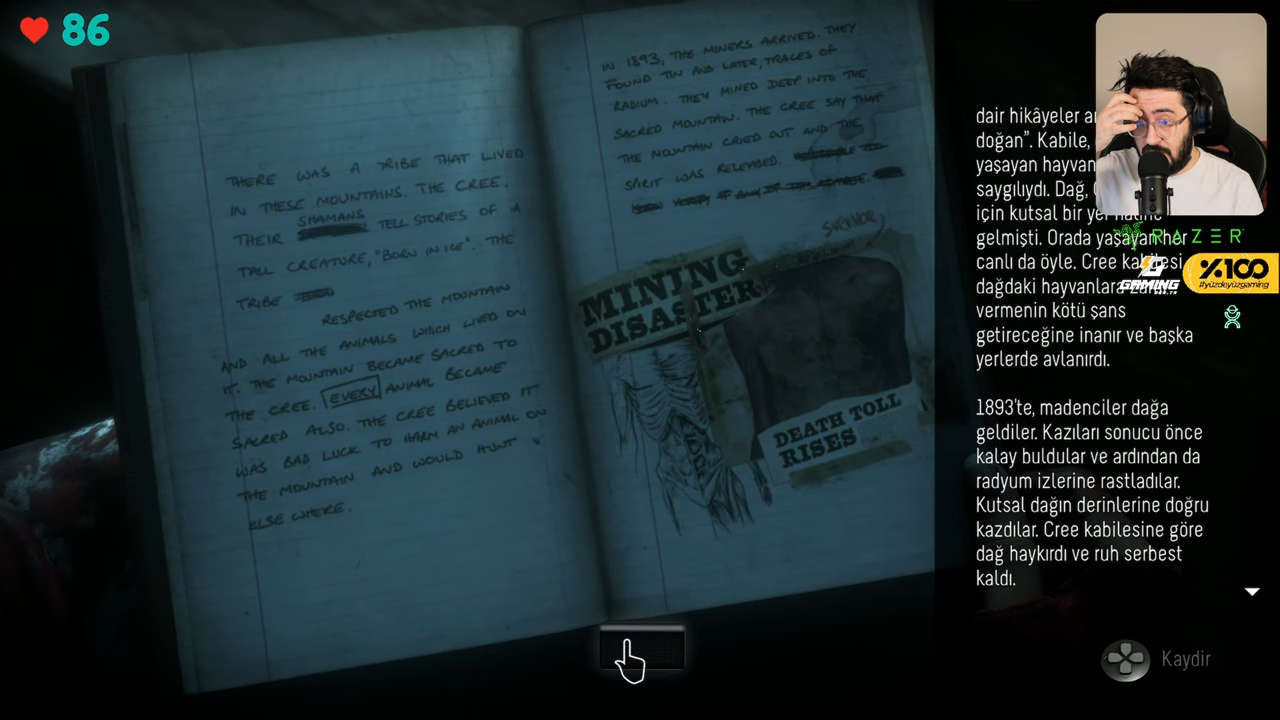 86
THERE WAS A TRIBE THAT LIVED
IN THESE MOUNTAINS. THE CREE.
SHAMANS
THEIR TELL STORIES OF A
TALL CREATURE, "BORN IN ICE". THE
TRIBE
RESPECTED THE MOUNTAIN
AND ALL THE ANIMALS WHICH LIVED ON
IT. THE MOUNTAIN BECAME SACRED TO
THE CREE. EVERY ANIMAL BECAME
SACRED ALSO. THE CREE BELIEVED IT
WAS BAD LUCK TO HARM AN ANIMAL ON
THE MOUNTAIN AND WOULD HUNT
ELSE WHERE.
IN 1893, THE MINERS ARRIVED. THEY
FOUND TIN AND LATER, TRACES OF
RADIUM. THEY MINED DEEP INTO THE
SACRED MOUNTAIN. THE CREE SAY THAT
THE MOUNTAIN CRIED OUT AND THE
SPIRIT WAS RELEASED.
SURVIVOR
MINING
DISASTER
DEATH TOLL
RISES
dair hikâyeler
doğan”. Kabile,
yaşayan
saygılıydı. Dağ,
için kutsal bir
gelmişti. Orada yaşayan her
canlı da öyle. Cree kabilesi
dağdaki hayvanlara
vermenin kötü şans
getireceğine inanır ve başka
yerlerde avlanırdı.
1893'te, madenciler dağa
geldiler. Kazıları sonucu önce
kalay buldular ve ardından da
radyum izlerine rastladılar.
Kutsal dağın derinlerine doğru
kazdılar. Cree kabilesine göre
dağ haykırdı ve ruh serbest
kaldı.
RAZER
GAMING
%100
#yüzdeyüzgaming
Kaydir